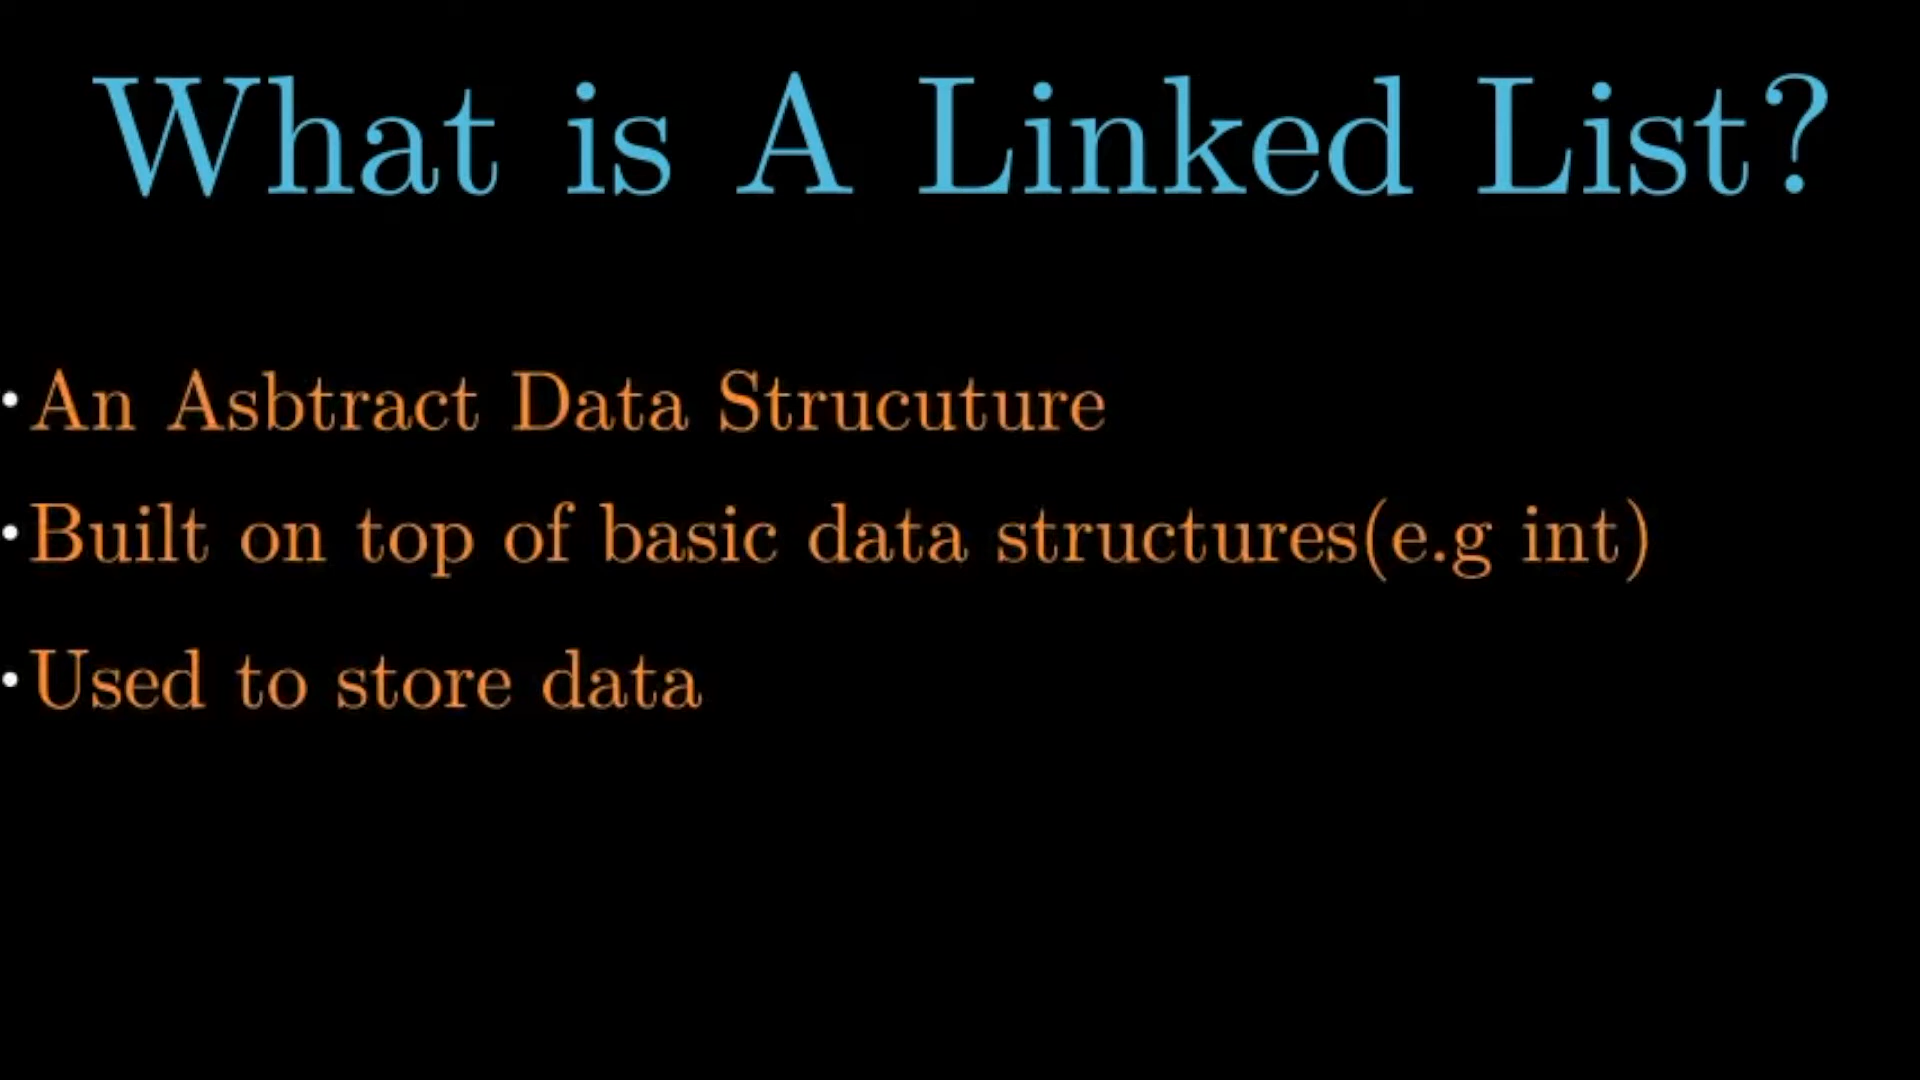 What is A Linked List?
• An Asbtract Data Strucuture
• Built on top of basic data structures(e.g int)
• Used to store data